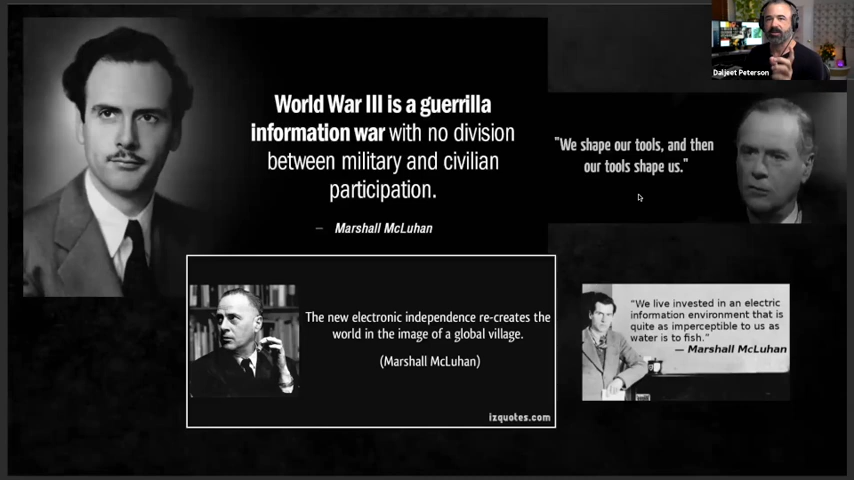 Daljeet Peterson
World War III is a guerrilla
information war with no division
between military and civilian
participation.
— Marshall McLuhan
"We shape our tools, and then
our tools shape us."
The new electronic independence re-creates the
world in the image of a global village.
(Marshall McLuhan)
izquotes.com
"We live invested in an electric
information environment that is
quite as imperceptible to us as
water is to fish."
— Marshall McLuhan